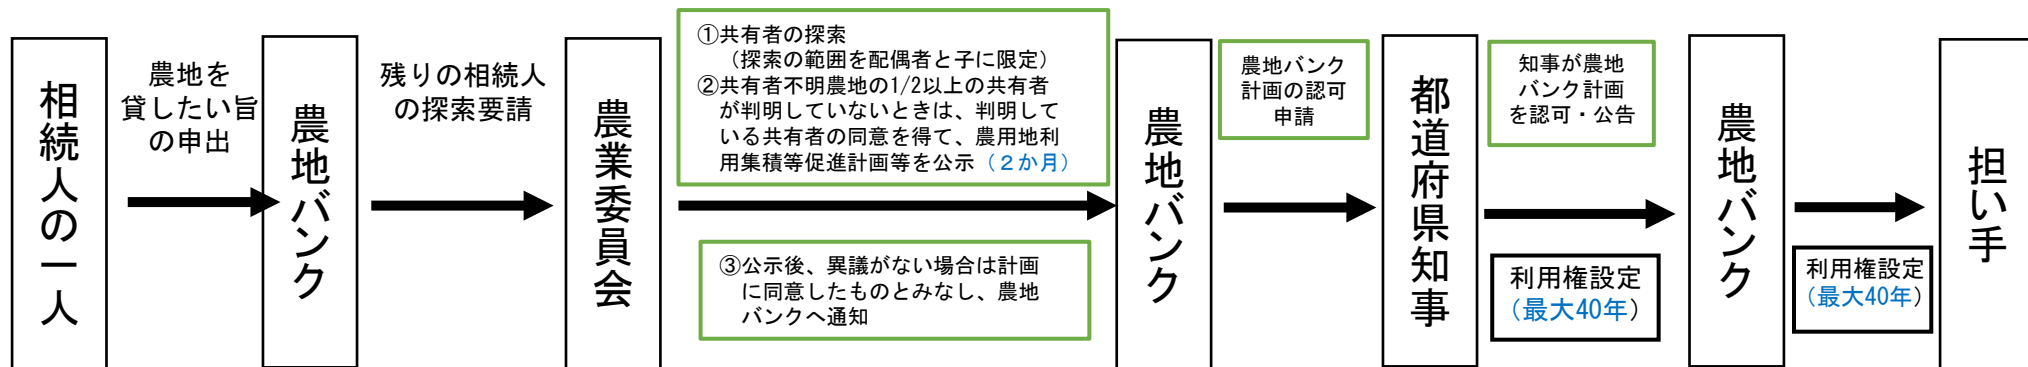 相続人の一人
農地を
貸したい旨
の申出
農地バンク
残りの相続人
の探索要請
農業委員会
①共有者の探索
（探索の範囲を配偶者と子に限定）
②共有者不明農地の1/2以上の共有者
が判明していないときは、判明して
いる共有者の同意を得て、農用地利
用集積等促進計画等を公示（２か月）
③公示後、異議がない場合は計画
に同意したものとみなし、農地
バンクへ通知
農地バンク
農地バンク
計画の認可
申請
都道府県知事
知事が農地
バンク計画
を認可・公告
利用権設定
（最大40年）
農地バンク
利用権設定
（最大40年）
担い手